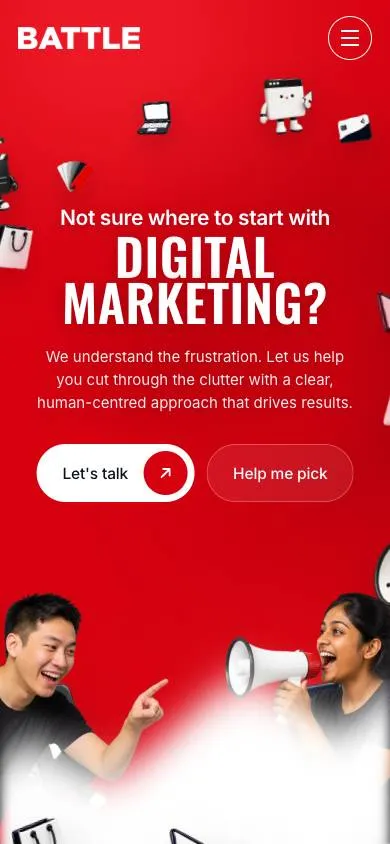 BATTLE
Not sure where to start with
DIGITAL
MARKETING?
We understand the frustration. Let us help
you cut through the clutter with a clear,
human-centred approach that drives results.
Let's talk
Help me pick